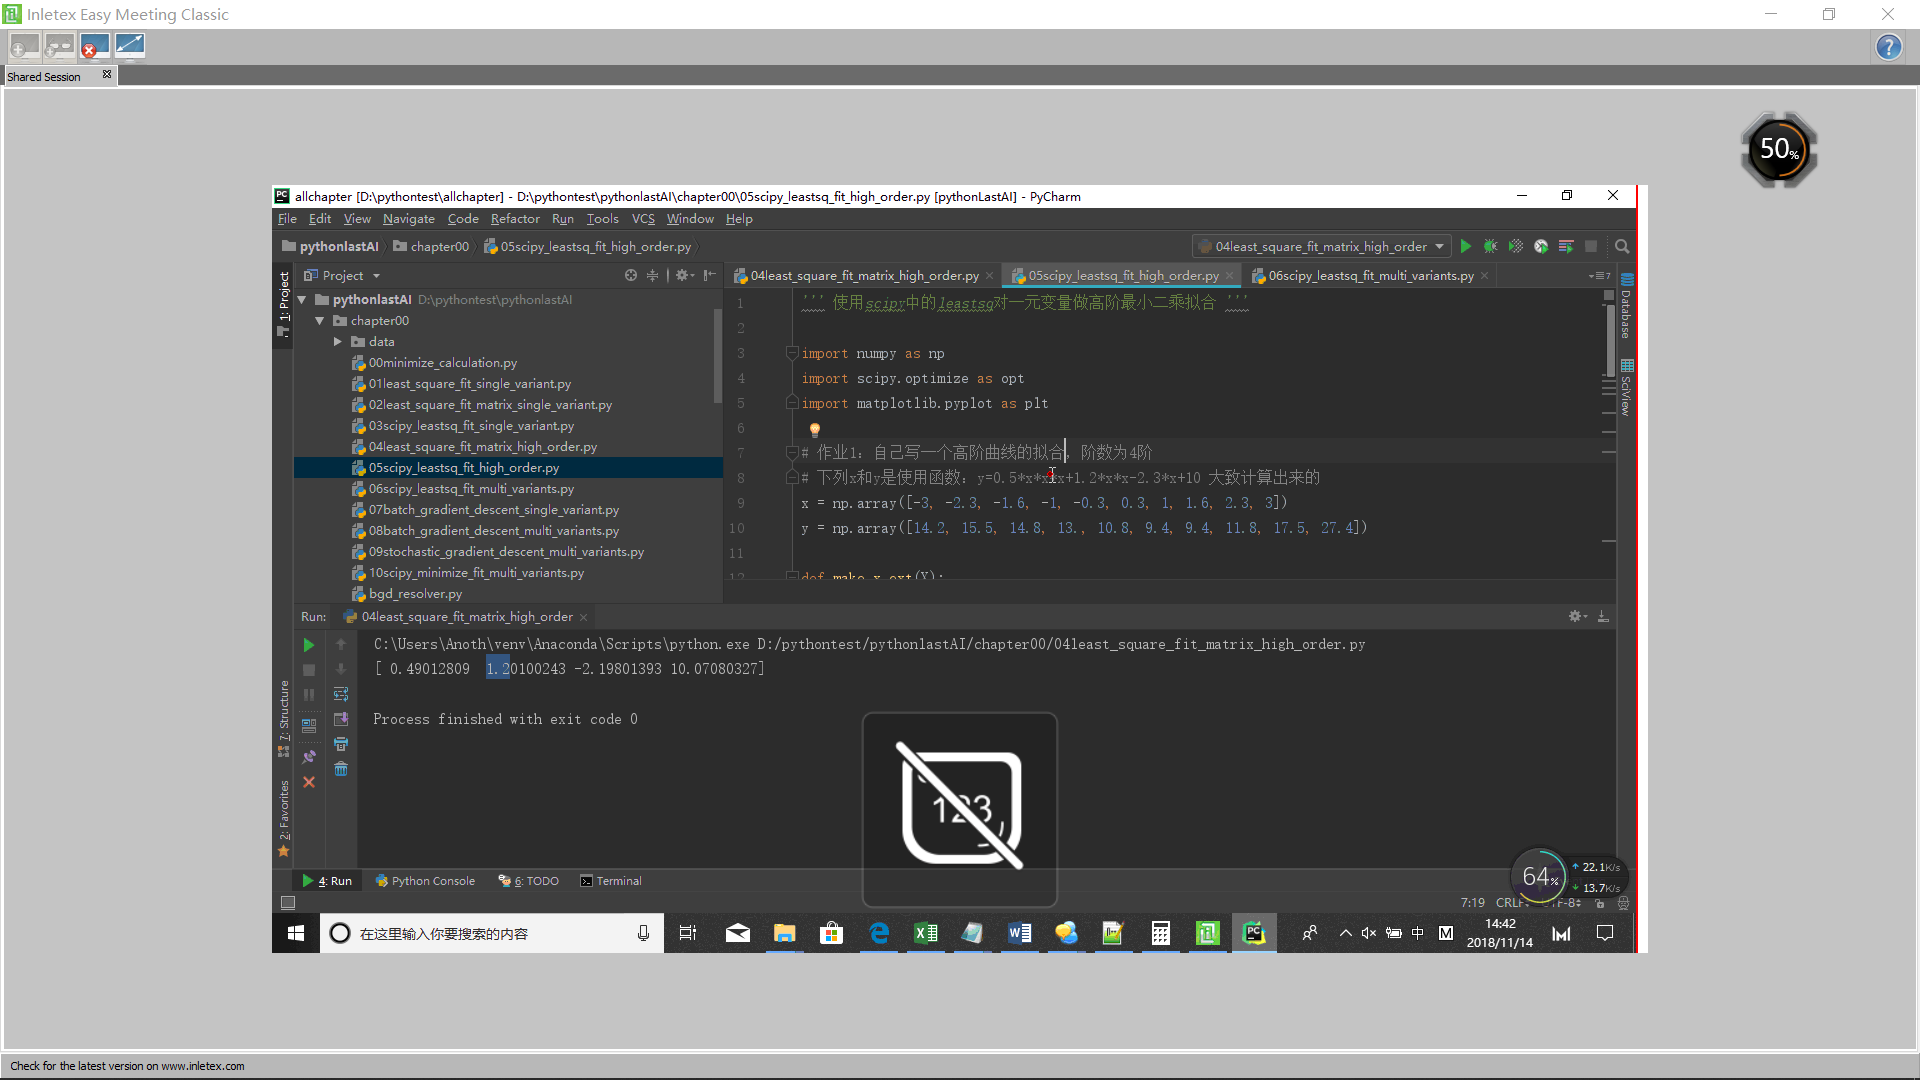 Inletex Easy Meeting Classic
Shared Session
50%
allchapter [D:\pythontest\allchapter] - D:\pythontest\pythonlastAI\chapter00\05scipy_leastsq_fit_high_order.py [pythonLastAI] - PyCharm
File Edit View Navigate Code Refactor Run Tools VCS Window Help
pythonlastAI chapter00 05scipy_leastsq_fit_high_order.py 04least_square_fit_matrix_high_order
Project
04least_square_fit_matrix_high_order.py 05scipy_leastsq_fit_high_order.py 06scipy_leastsq_fit_multi_variants.py
1: Project
pythonlastAI D:\pythontest\pythonlastAI
chapter00
data
00minimize_calculation.py
01least_square_fit_single_variant.py
02least_square_fit_matrix_single_variant.py
03scipy_leastsq_fit_single_variant.py
04least_square_fit_matrix_high_order.py
05scipy_leastsq_fit_high_order.py
06scipy_leastsq_fit_multi_variants.py
07batch_gradient_descent_single_variant.py
08batch_gradient_descent_multi_variants.py
09stochastic_gradient_descent_multi_variants.py
10scipy_minimize_fit_multi_variants.py
bgd_resolver.py
1 ''' 使用scipy中的leastsq对一元变量做高阶最小二乘拟合 '''
2
3 import numpy as np
4 import scipy.optimize as opt
5 import matplotlib.pyplot as plt
6
7 # 作业1：自己写一个高阶曲线的拟合，阶数为4阶
8 # 下列x和y是使用函数：y=0.5*x*x*x+1.2*x*x-2.3*x+10 大致计算出来的
9 x = np.array([-3, -2.3, -1.6, -1, -0.3, 0.3, 1, 1.6, 2.3, 3])
10 y = np.array([14.2, 15.5, 14.8, 13., 10.8, 9.4, 9.4, 11.8, 17.5, 27.4])
11
12 def make_x_ext(X):
Database
SciView
Run: 04least_square_fit_matrix_high_order
C:\Users\Anoth\venv\Anaconda\Scripts\python.exe D:/pythontest/pythonlastAI/chapter00/04least_square_fit_matrix_high_order.py
[ 0.49012809 1.20100243 -2.19801393 10.07080327]
Process finished with exit code 0
7: Structure
2: Favorites
123
4: Run Python Console 6: TODO Terminal
64% 22.1K/s
13.7K/s
7:19 CRLF UTF-8
在这里输入你要搜索的内容
中 M
14:42
2018/11/14
Check for the latest version on www.inletex.com